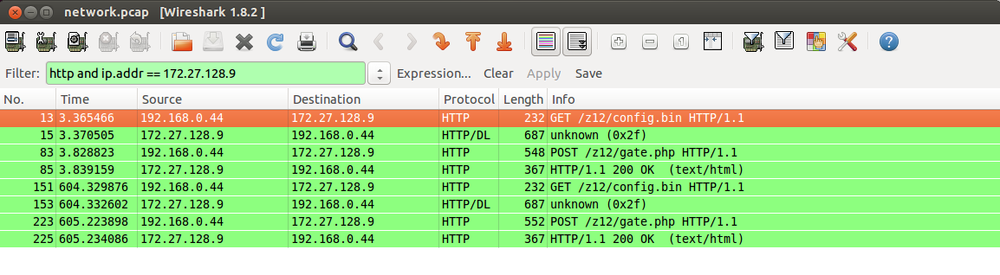 network.pcap [Wireshark 1.8.2 ]
Filter: http and ip.addr == 172.27.128.9 Expression... Clear Apply Save
No. Time Source Destination Protocol Length Info
13 3.365466 192.168.0.44 172.27.128.9 HTTP 232 GET /z12/config.bin HTTP/1.1
15 3.370505 172.27.128.9 192.168.0.44 HTTP/DL 687 unknown (0x2f)
83 3.828823 192.168.0.44 172.27.128.9 HTTP 548 POST /z12/gate.php HTTP/1.1
85 3.839159 172.27.128.9 192.168.0.44 HTTP 367 HTTP/1.1 200 OK (text/html)
151 604.329876 192.168.0.44 172.27.128.9 HTTP 232 GET /z12/config.bin HTTP/1.1
153 604.332602 172.27.128.9 192.168.0.44 HTTP/DL 687 unknown (0x2f)
223 605.223898 192.168.0.44 172.27.128.9 HTTP 552 POST /z12/gate.php HTTP/1.1
225 605.234086 172.27.128.9 192.168.0.44 HTTP 367 HTTP/1.1 200 OK (text/html)